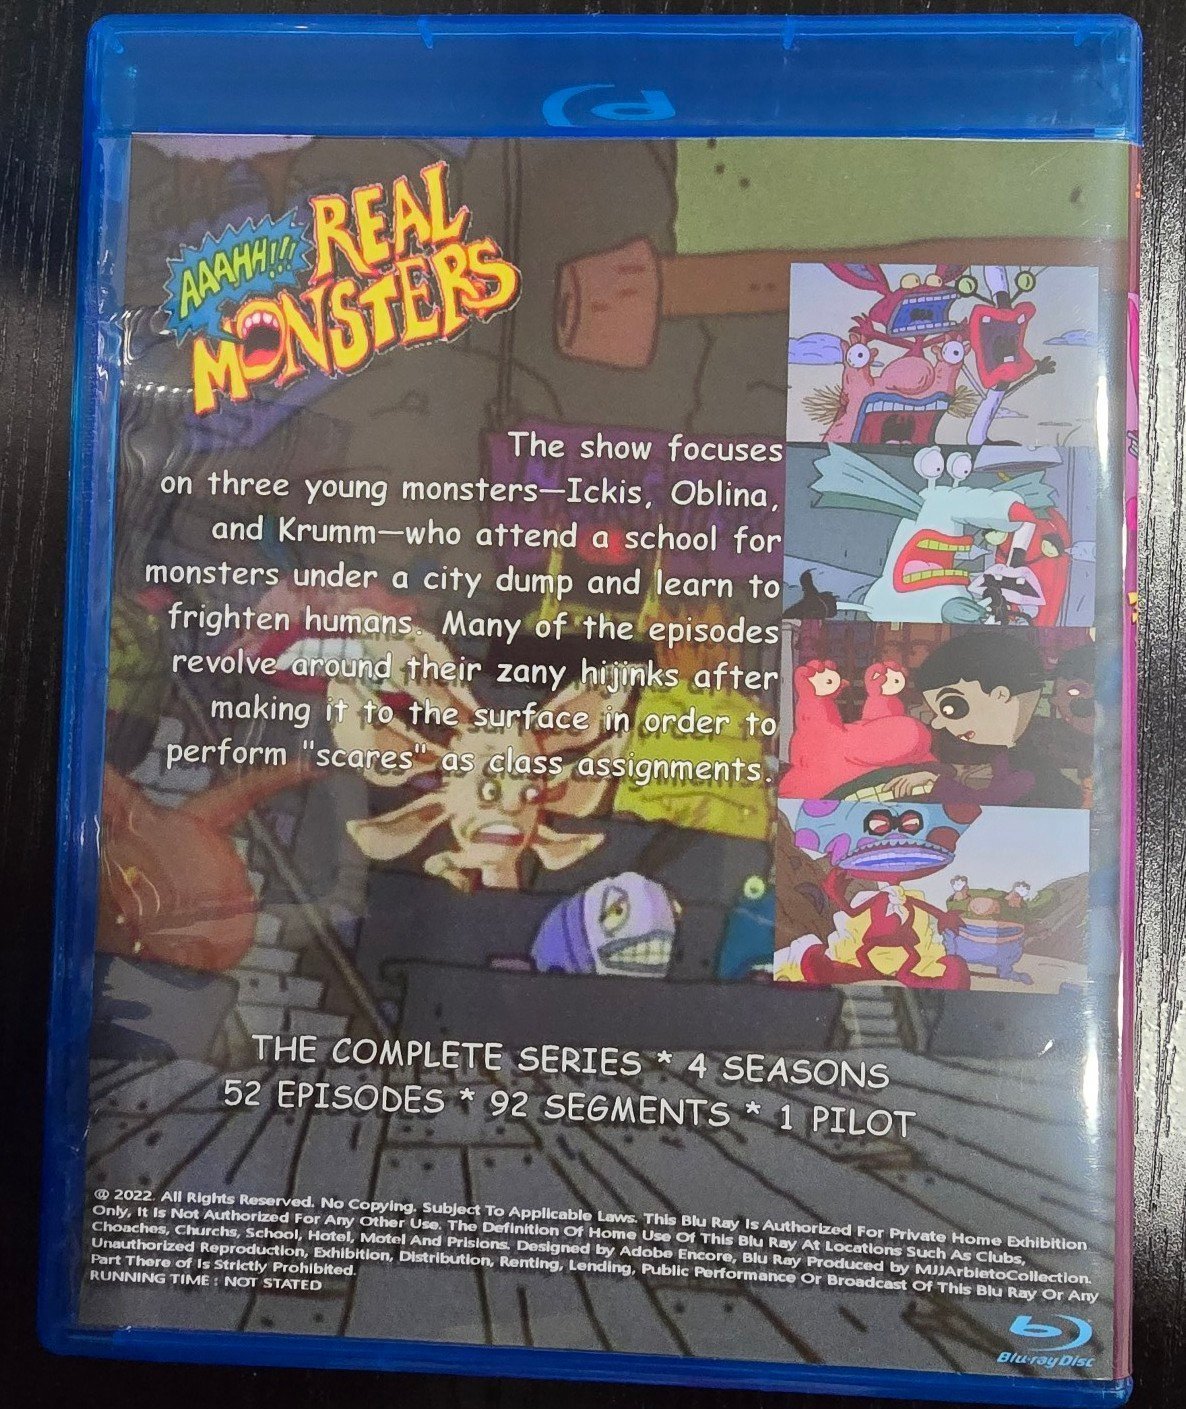 AAAHH!!! REAL
MONSTERS
The show focuses
on three young monsters—Ickis, Oblina,
and Krumm—who attend a school for
monsters under a city dump and learn to
frighten humans. Many of the episodes
revolve around their zany hijinks after
making it to the surface in order to
perform "scares" as class assignments.
THE COMPLETE SERIES * 4 SEASONS
52 EPISODES * 92 SEGMENTS * 1 PILOT
@ 2022. All Rights Reserved. No Copying. Subject To Applicable Laws. This Blu Ray Is Authorized For Private Home Exhibition
Only, It Is Not Authorized For Any Other Use. The Definition Of Home Use Of This Blu Ray At Locations Such As Clubs,
Choaches, Churchs, School, Hotel, Motel And Prisions. Designed by Adobe Encore, Blu Ray Produced by MJJArbietoCollection.
Unauthorized Reproduction, Exhibition, Distribution, Renting, Lending, Public Performance Or Broadcast Of This Blu Ray Or Any
Part There of Is Strictly Prohibited.
RUNNING TIME : NOT STATED
Blu-ray Disc